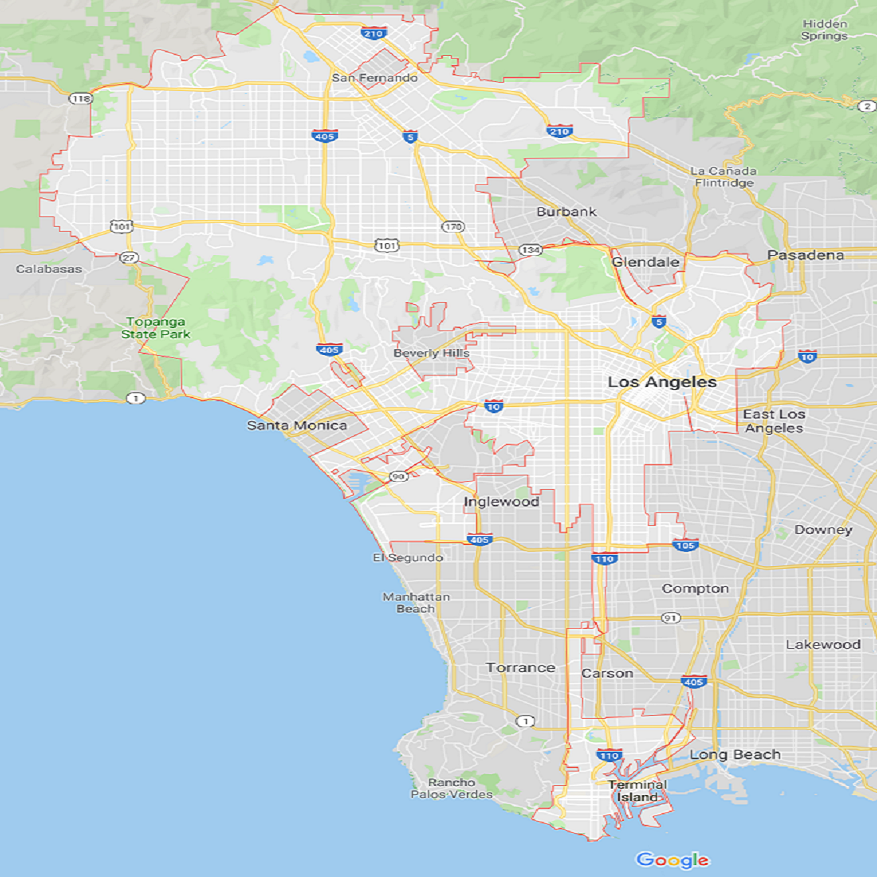 Hidden
Springs
210
San Fernando
118
2
405
5
210
La Cañada
Flintridge
Burbank
101
170
101
134
27
Glendale
Pasadena
Calabasas
Topanga
State Park
5
405
Beverly Hills
10
Los Angeles
1
10
East Los
Angeles
Santa Monica
90
Inglewood
Downey
405
105
El Segundo
110
Compton
Manhattan
Beach
91
Lakewood
Torrance
Carson
405
1
110
Long Beach
Rancho
Palos Verdes
Terminal
Island
Google